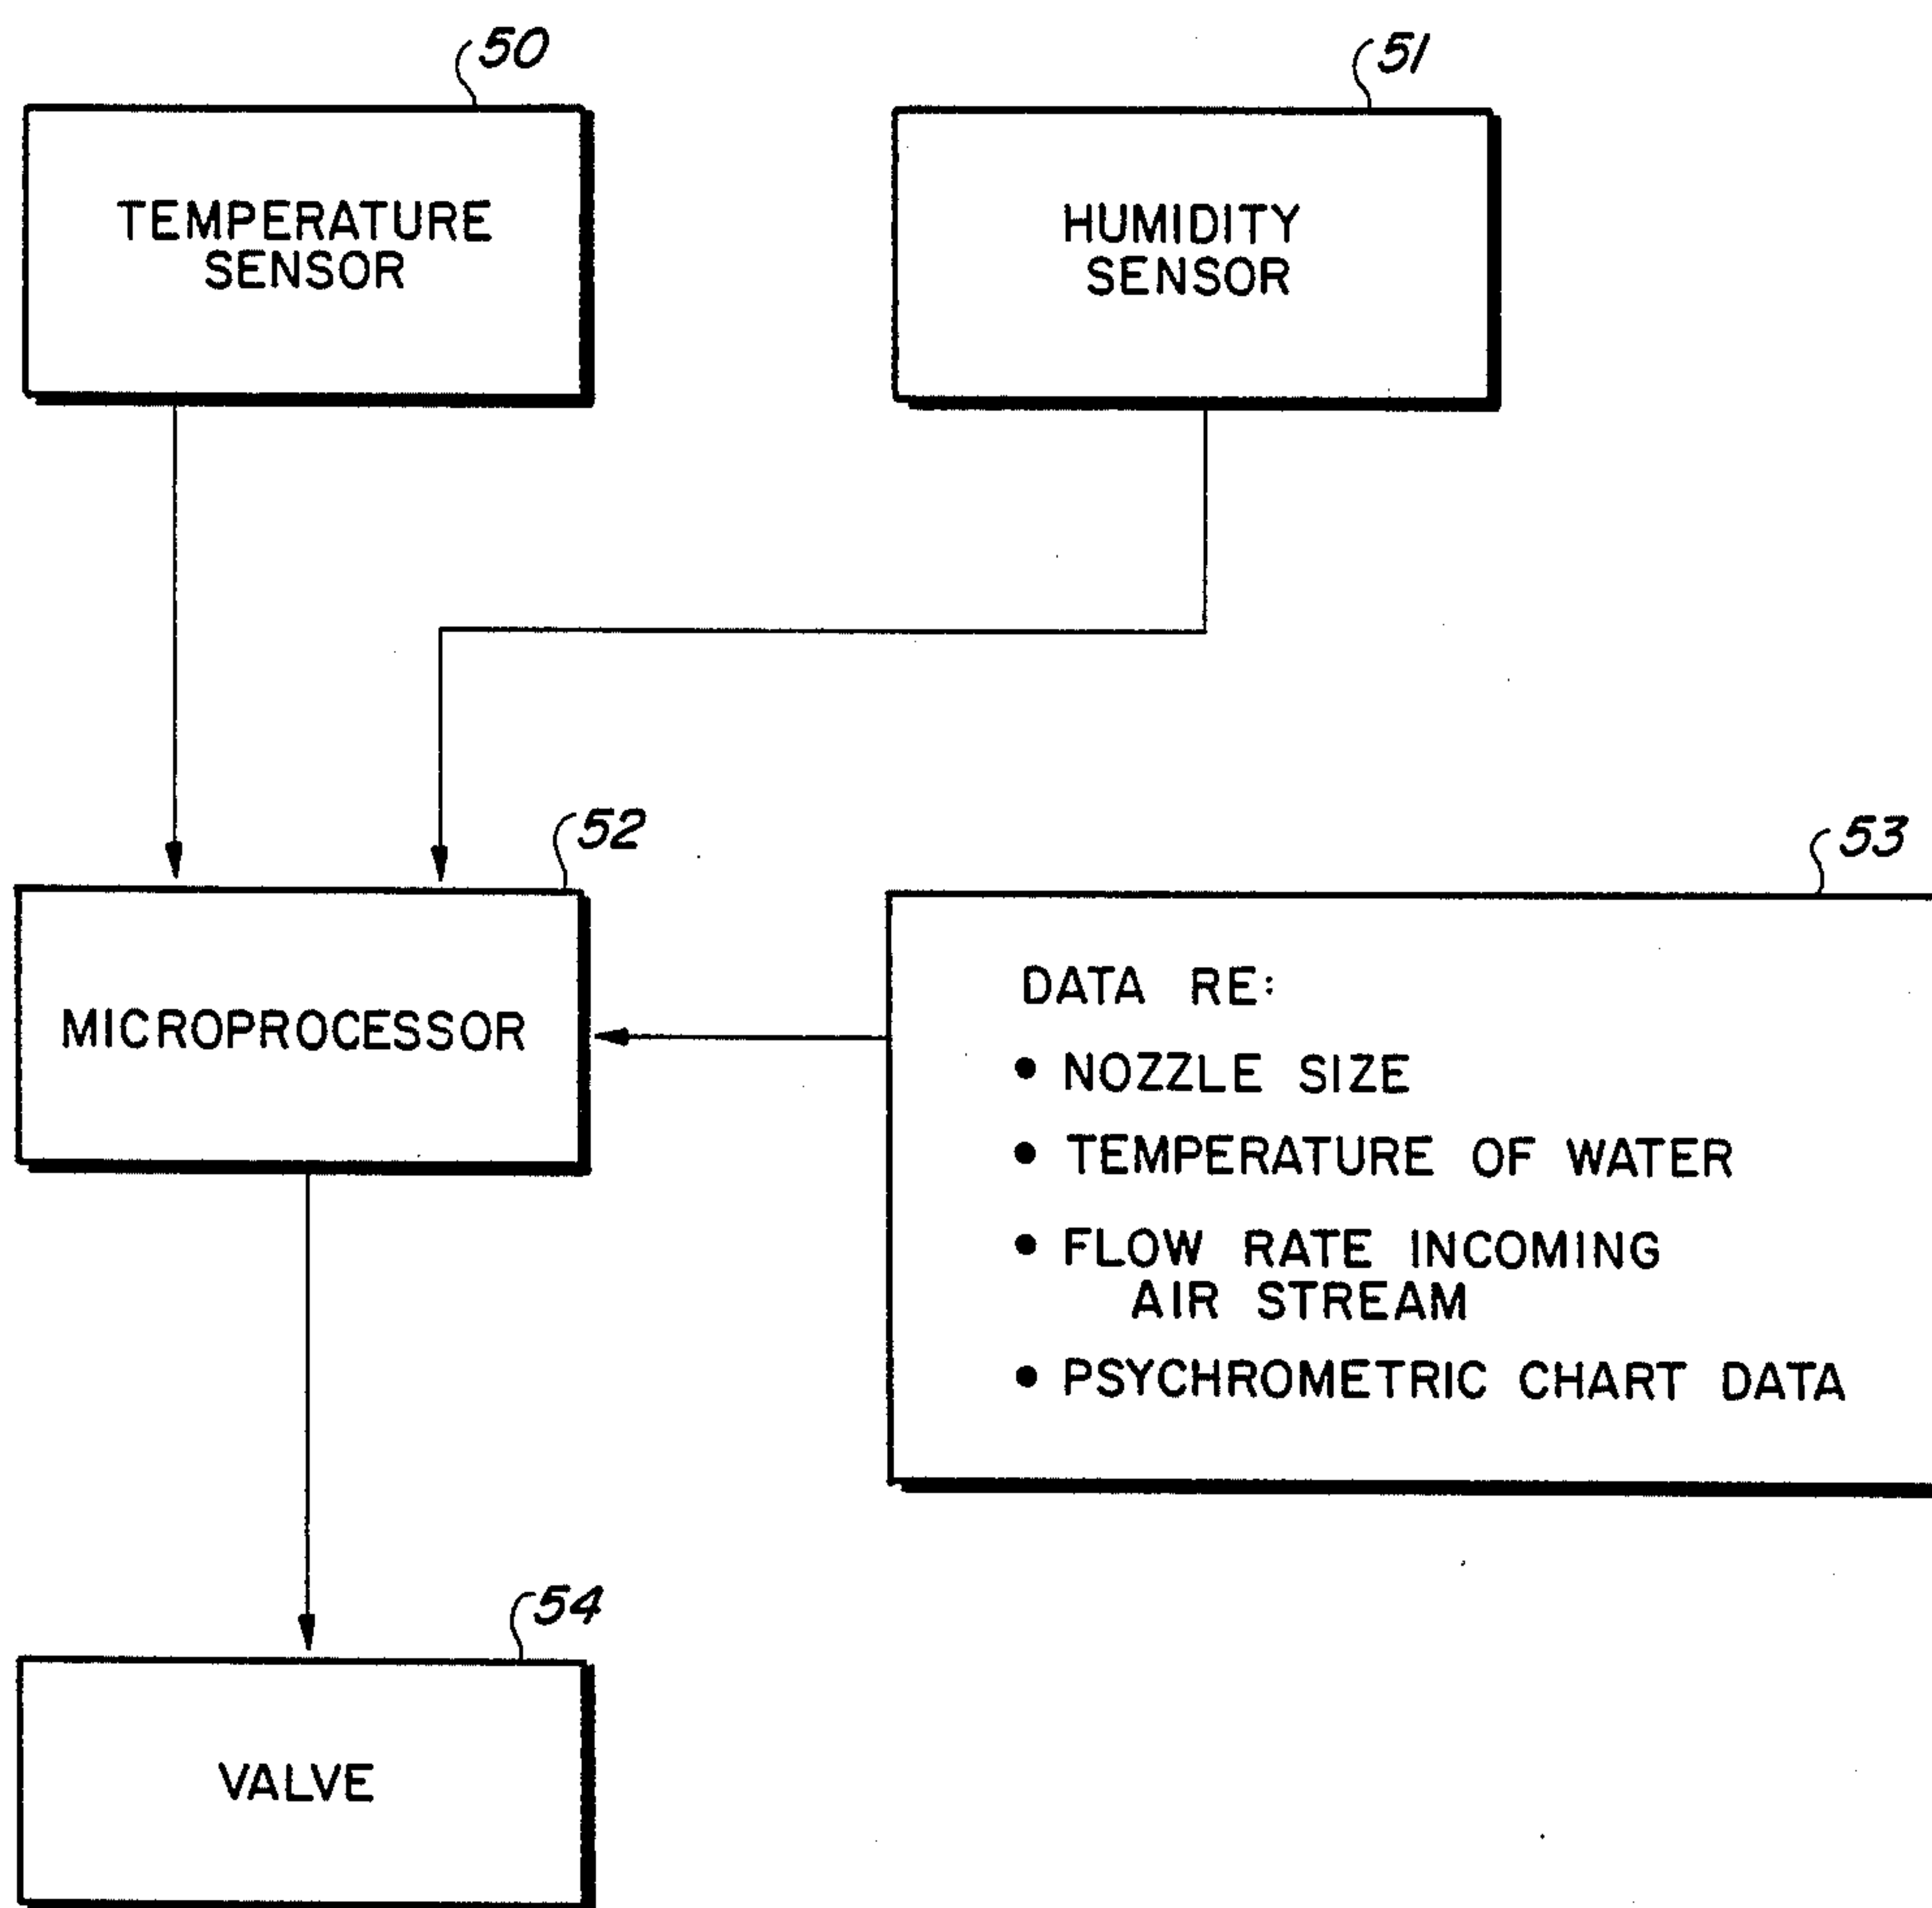 50
51
TEMPERATURE
SENSOR
HUMIDITY
SENSOR
52
53
MICROPROCESSOR
DATA RE:
• NOZZLE SIZE
• TEMPERATURE OF WATER
• FLOW RATE INCOMING
AIR STREAM
• PSYCHROMETRIC CHART DATA
54
VALVE